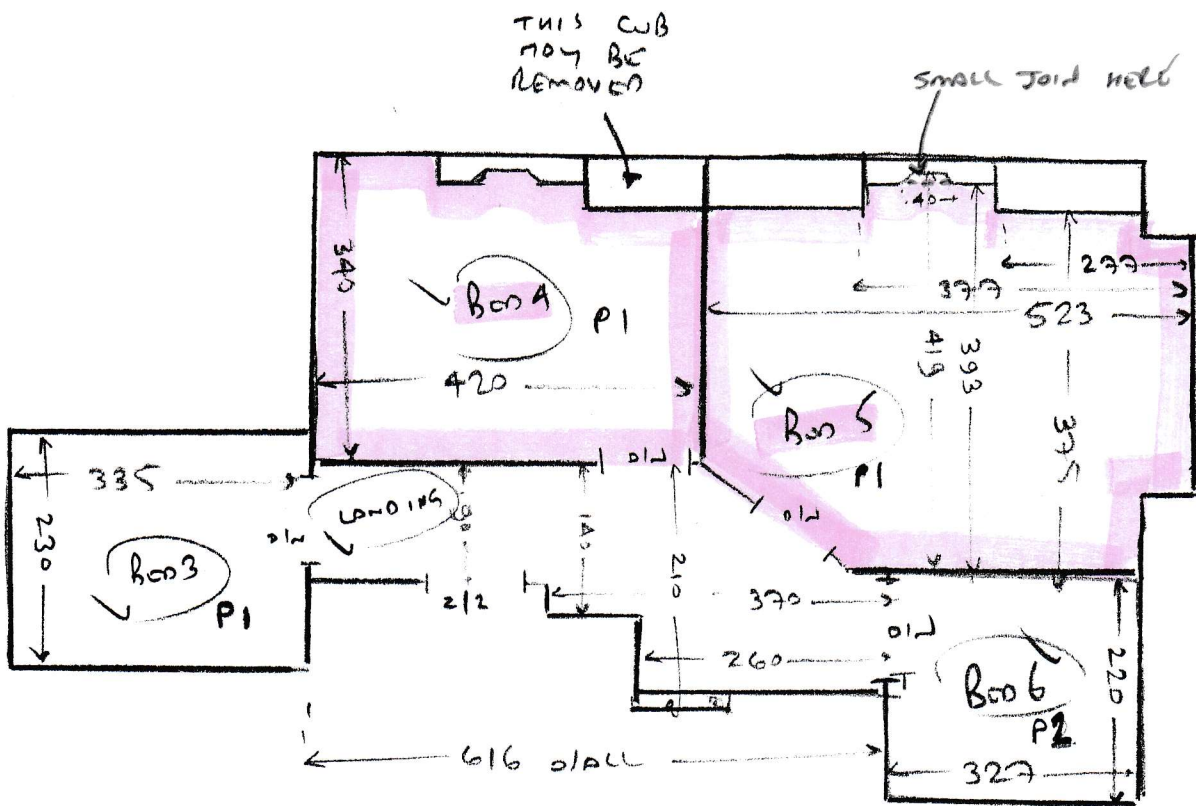 THIS CUB
MAY BE
REMOVED
SMALL JOIN HERE
40
340
277
377
523
BED 4
P1
419
393
420
375
BED 5
P1
D/L
335
LANDING
D/L
140
D/L
230
BED 3
P1
212
210
370
D/L
260
BED 6
P2
220
616 O/ALL
327